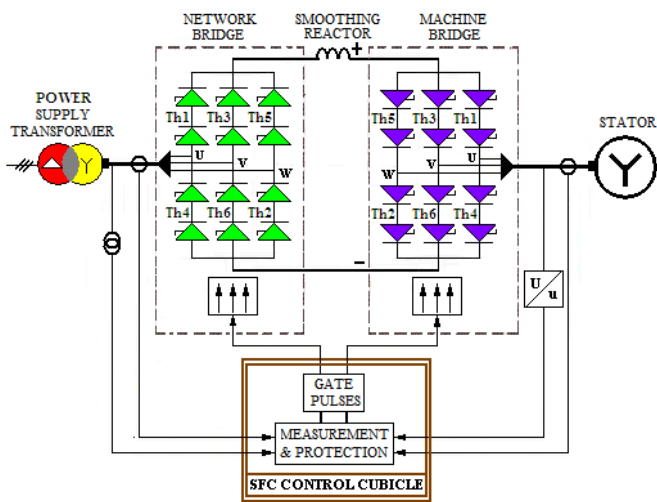 NETWORK
BRIDGE
SMOOTHING
REACTOR
MACHINE
BRIDGE
+
POWER
SUPPLY
TRANSFORMER
STATOR
Th1 Th3 Th5
Th5 Th3 Th1
U
V
W
U
V
W
Th4 Th6 Th2
Th2 Th6 Th4
−
U
u
GATE
PULSES
MEASUREMENT
& PROTECTION
SFC CONTROL CUBICLE